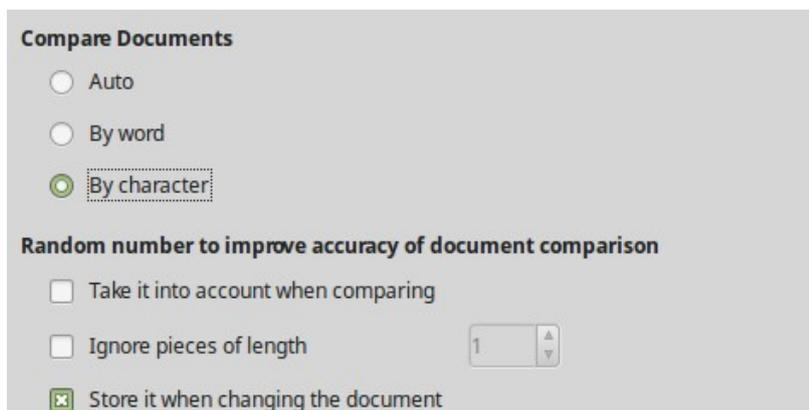 Compare Documents
Auto
By word
By character
Random number to improve accuracy of document comparison
Take it into account when comparing
Ignore pieces of length 1
Store it when changing the document